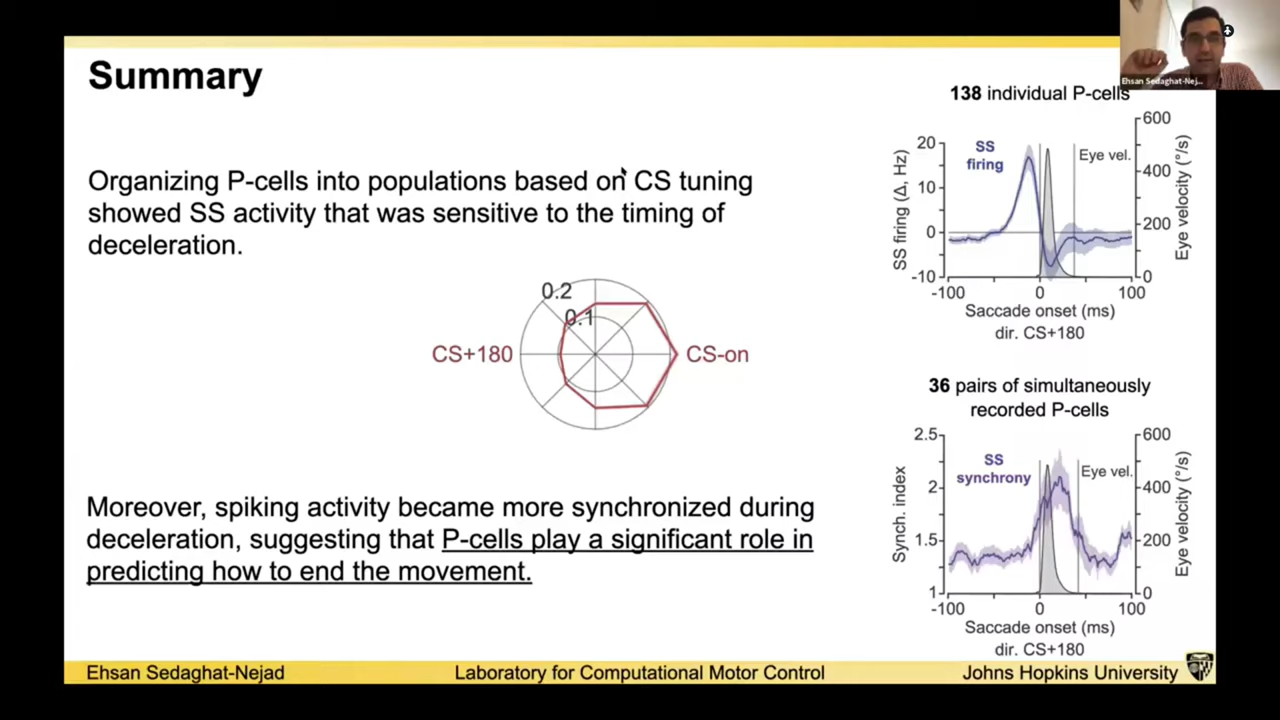 Ehsan Sedaghat-Nej...
Summary
Organizing P-cells into populations based on CS tuning
showed SS activity that was sensitive to the timing of
deceleration.
0.2
0.1
CS+180
CS-on
Moreover, spiking activity became more synchronized during
deceleration, suggesting that P-cells play a significant role in
predicting how to end the movement.
138 individual P-cells
SS firing (Δ, Hz)
20
10
0
-10
SS
firing
Eye vel.
600
400
200
0
Eye velocity (°/s)
-100
0
100
Saccade onset (ms)
dir. CS+180
36 pairs of simultaneously
recorded P-cells
Synch. index
2.5
2
1.5
1
SS
synchrony
Eye vel.
600
400
200
0
Eye velocity (°/s)
-100
0
100
Saccade onset (ms)
dir. CS+180
Ehsan Sedaghat-Nejad
Laboratory for Computational Motor Control
Johns Hopkins University